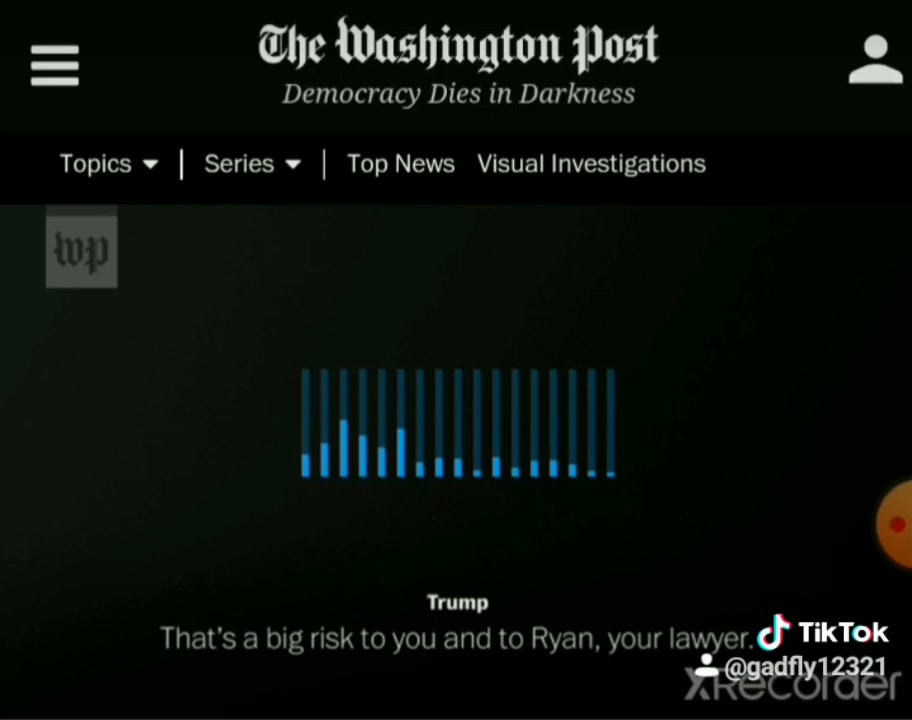 The Washington Post
Democracy Dies in Darkness
Topics | Series | Top News Visual Investigations
wp
Trump
That's a big risk to you and to Ryan, your lawyer.
TikTok
@gadfly12321
XRecorder